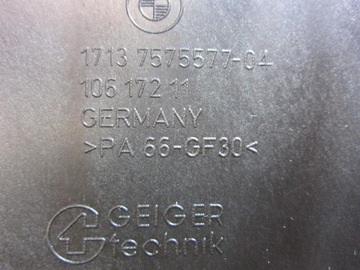 1713 7575577-04
106 172 11
GERMANY
>PA 66-GF30<
GEIGER
technik